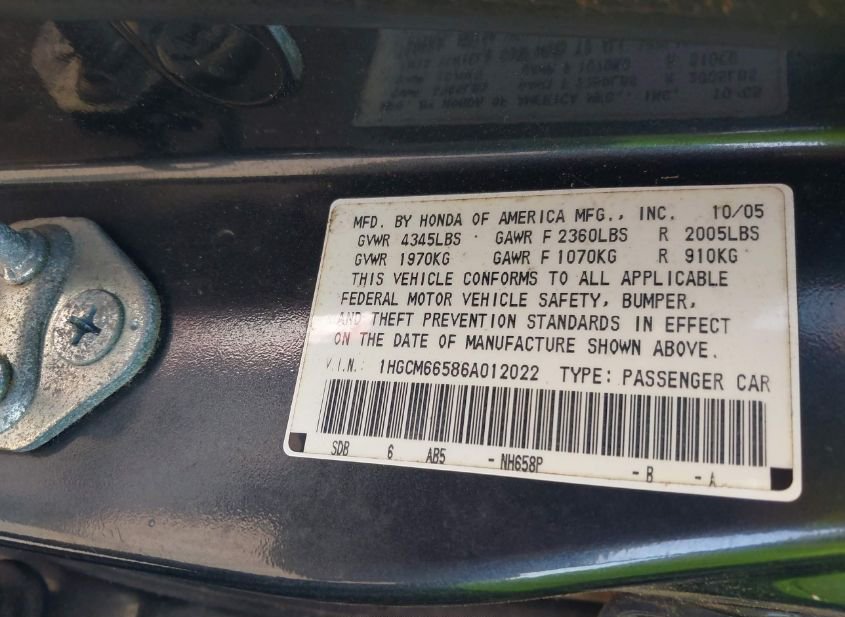 MFD. BY HONDA OF AMERICA MFG., INC. 10/05
GVWR 4345LBS GAWR F 2360LBS R 2005LBS
GVWR 1970KG GAWR F 1070KG R 910KG
THIS VEHICLE CONFORMS TO ALL APPLICABLE
FEDERAL MOTOR VEHICLE SAFETY, BUMPER,
AND THEFT PREVENTION STANDARDS IN EFFECT
ON THE DATE OF MANUFACTURE SHOWN ABOVE.
V.I.N.: 1HGCM66586A012022 TYPE: PASSENGER CAR
SDB 6 AB5 - NH658P - B - A